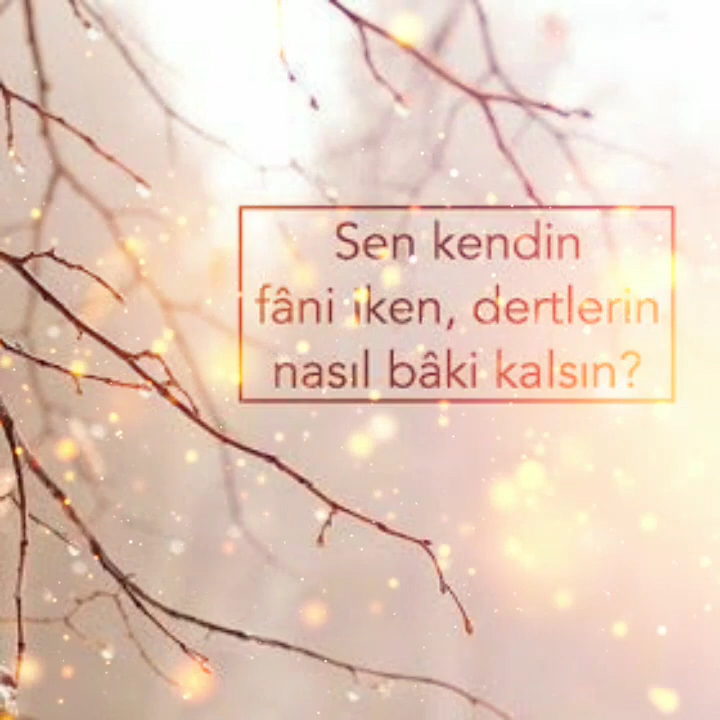 Sen kendin
fâni iken, dertlerin
nasıl bâki kalsın?